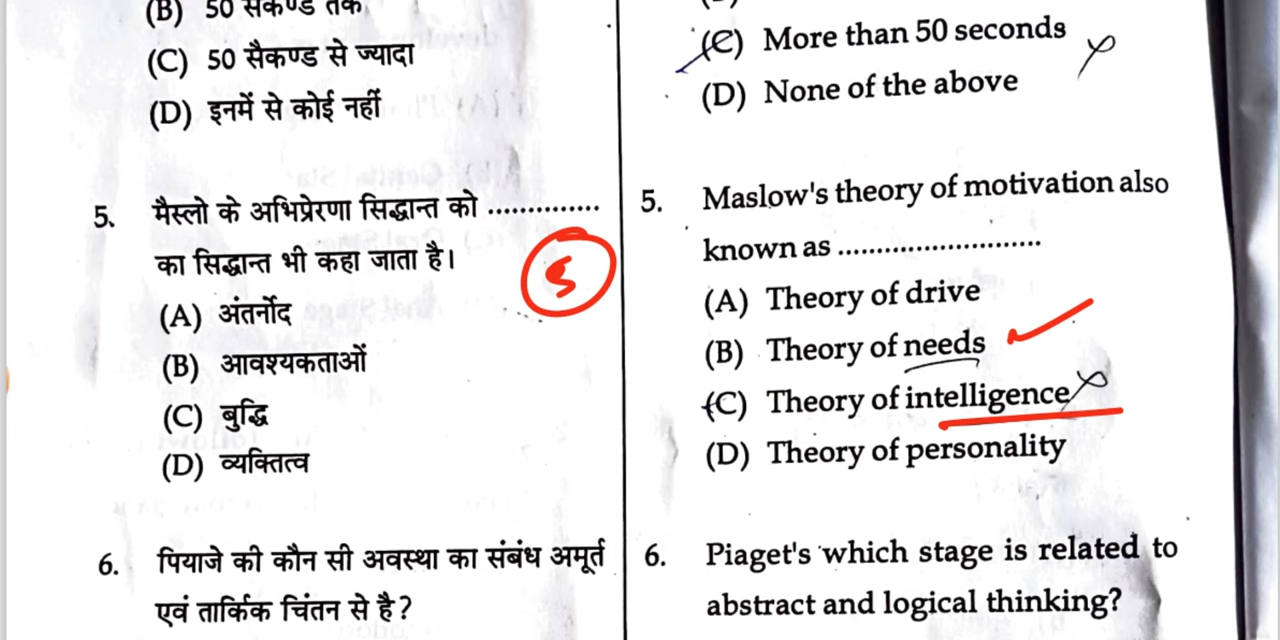 (B) 50 सैकण्ड तक
(C) 50 सैकण्ड से ज्यादा
(D) इनमें से कोई नहीं
5. मैस्लो के अभिप्रेरणा सिद्धान्त को ..............
का सिद्धान्त भी कहा जाता है।
(A) अंतर्नोद
(B) आवश्यकताओं
(C) बुद्धि
(D) व्यक्तित्व
5
6. पियाजे की कौन सी अवस्था का संबंध अमूर्त
एवं तार्किक चिंतन से है?
(C) More than 50 seconds
(D) None of the above
5. Maslow's theory of motivation also
known as .........................
(A) Theory of drive
(B) Theory of needs
(C) Theory of intelligence
(D) Theory of personality
6. Piaget's which stage is related to
abstract and logical thinking?